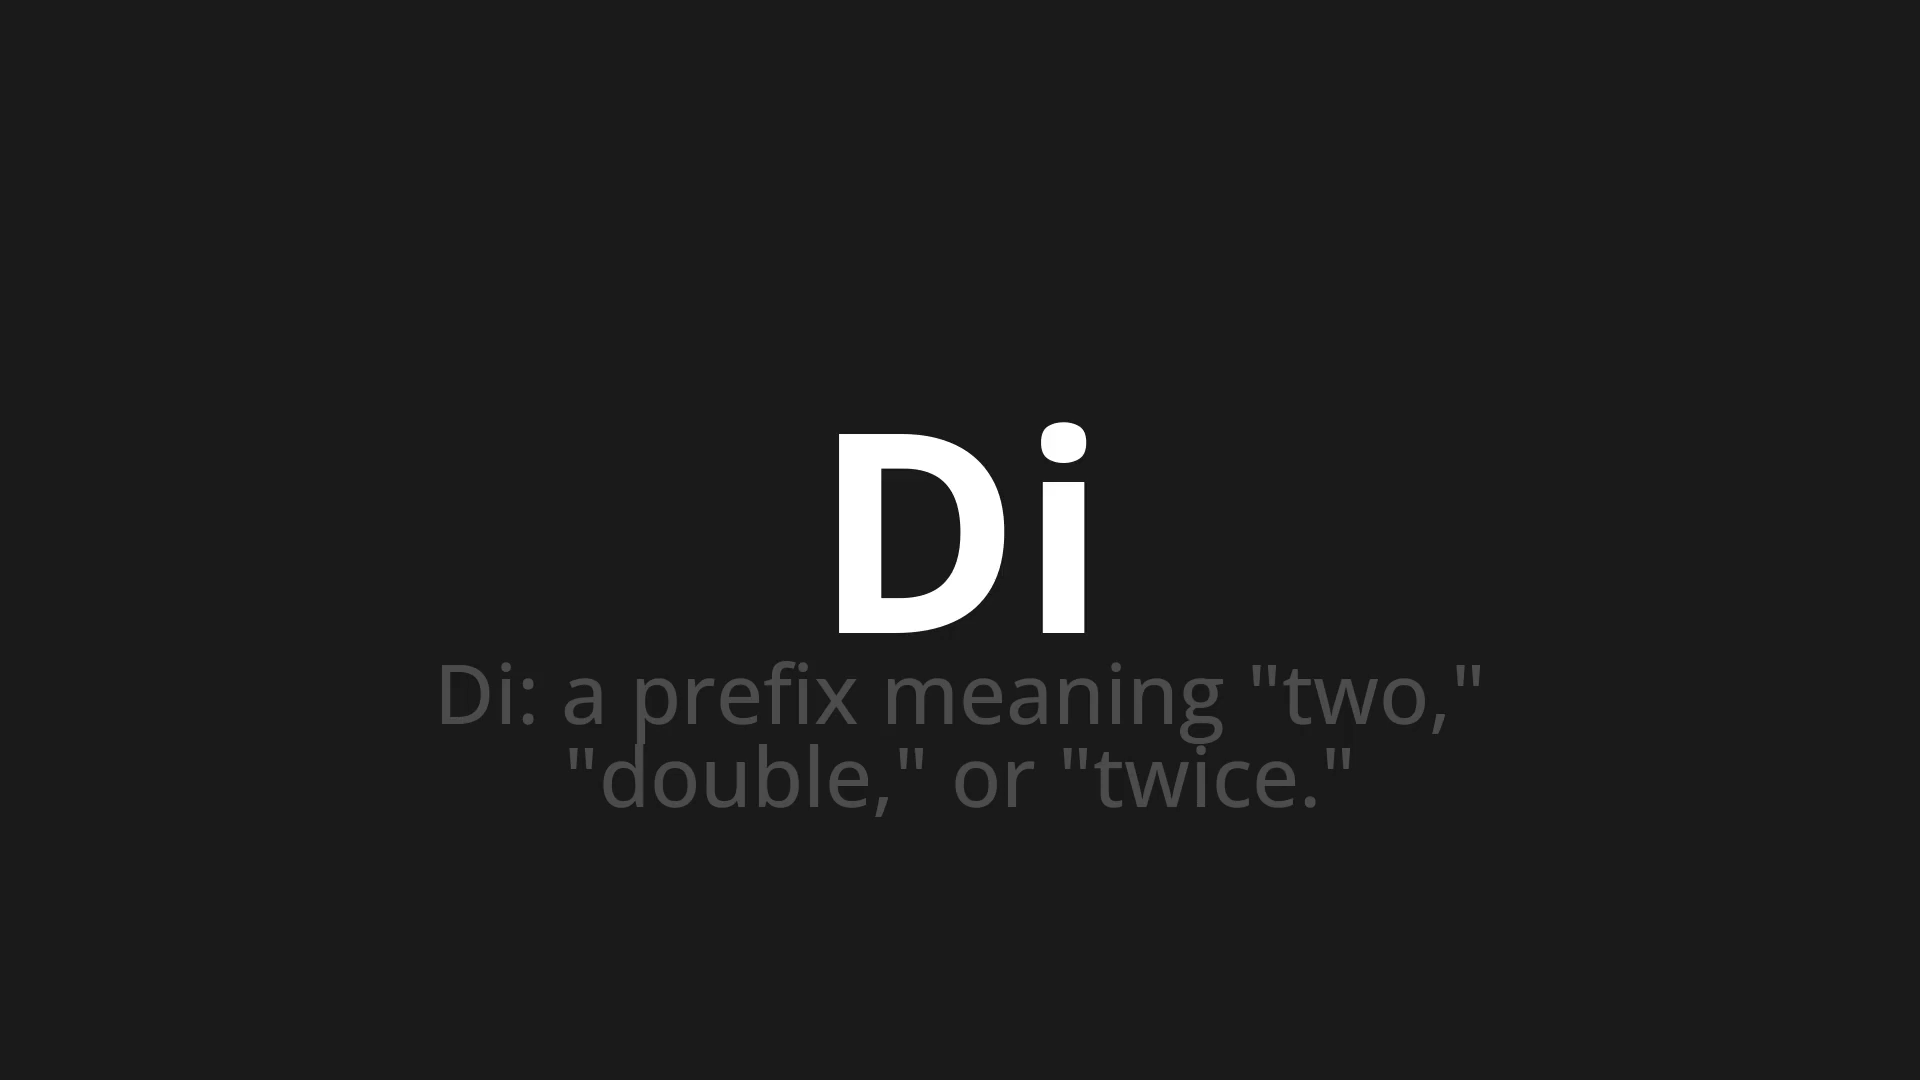 Di
Di: a prefix meaning "two,"
"double," or "twice."